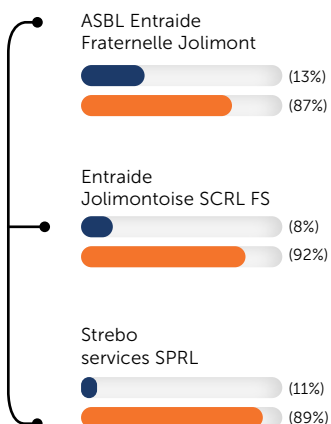 ASBL Entraide
Fraternelle Jolimont
(13%)
(87%)
Entraide
Jolimontoise SCRL FS
(8%)
(92%)
Strebo
services SPRL
(11%)
(89%)